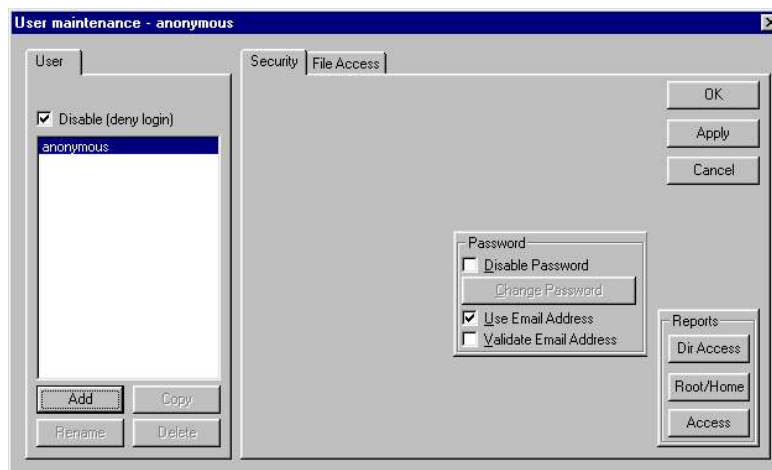 User maintenance - anonymous
User
Security File Access
Disable (deny login)
anonymous
OK
Apply
Cancel
Password
Disable Password
Change Password
Use Email Address
Validate Email Address
Reports
Dir Access
Root/Home
Access
Add Copy
Rename Delete